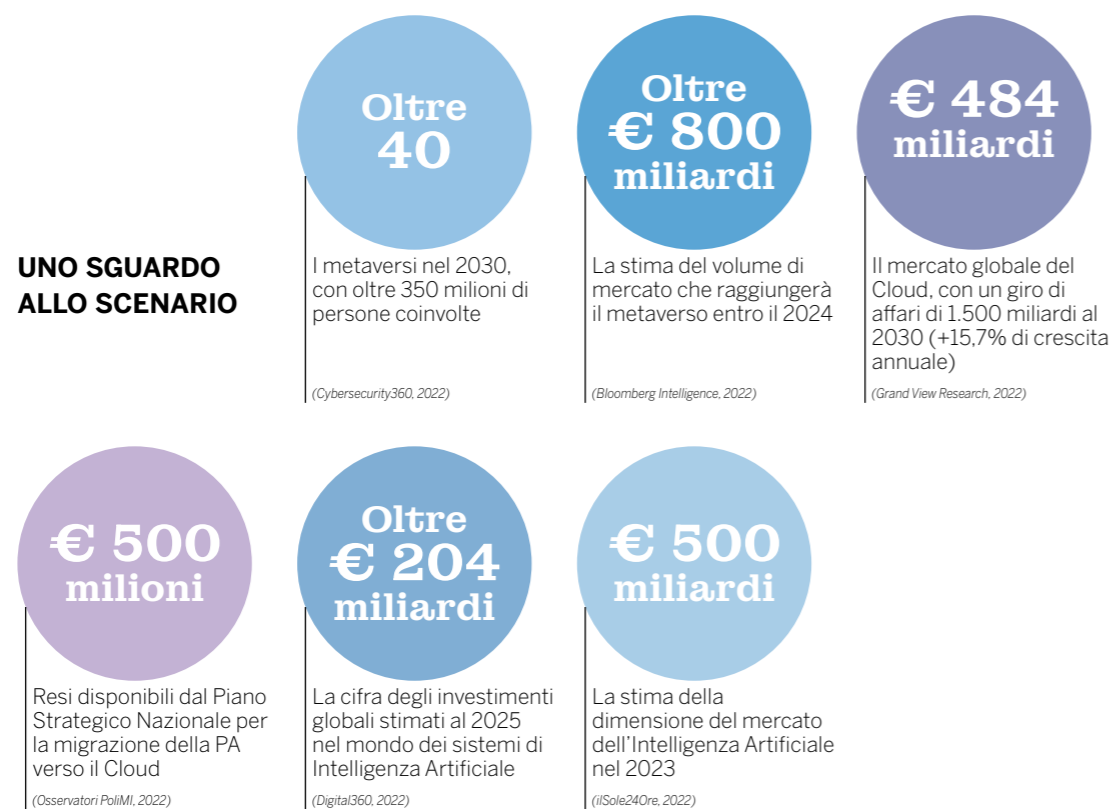 UNO SGUARDO
ALLO SCENARIO
Oltre
40
I metaversi nel 2030,
con oltre 350 milioni di
persone coinvolte
(Cybersecurity360, 2022)
Oltre
€ 800
miliardi
La stima del volume di
mercato che raggiungerà
il metaverso entro il 2024
(Bloomberg Intelligence, 2022)
€ 484
miliardi
Il mercato globale del
Cloud, con un giro di
affari di 1.500 miliardi al
2030 (+15,7% di crescita
annuale)
(Grand View Research, 2022)
€ 500
milioni
Resi disponibili dal Piano
Strategico Nazionale per
la migrazione della PA
verso il Cloud
(Osservatori PoliMI, 2022)
Oltre
€ 204
miliardi
La cifra degli investimenti
globali stimati al 2025
nel mondo dei sistemi di
Intelligenza Artificiale
(Digital360, 2022)
€ 500
miliardi
La stima della
dimensione del mercato
dell’Intelligenza Artificiale
nel 2023
(ilSole24Ore, 2022)